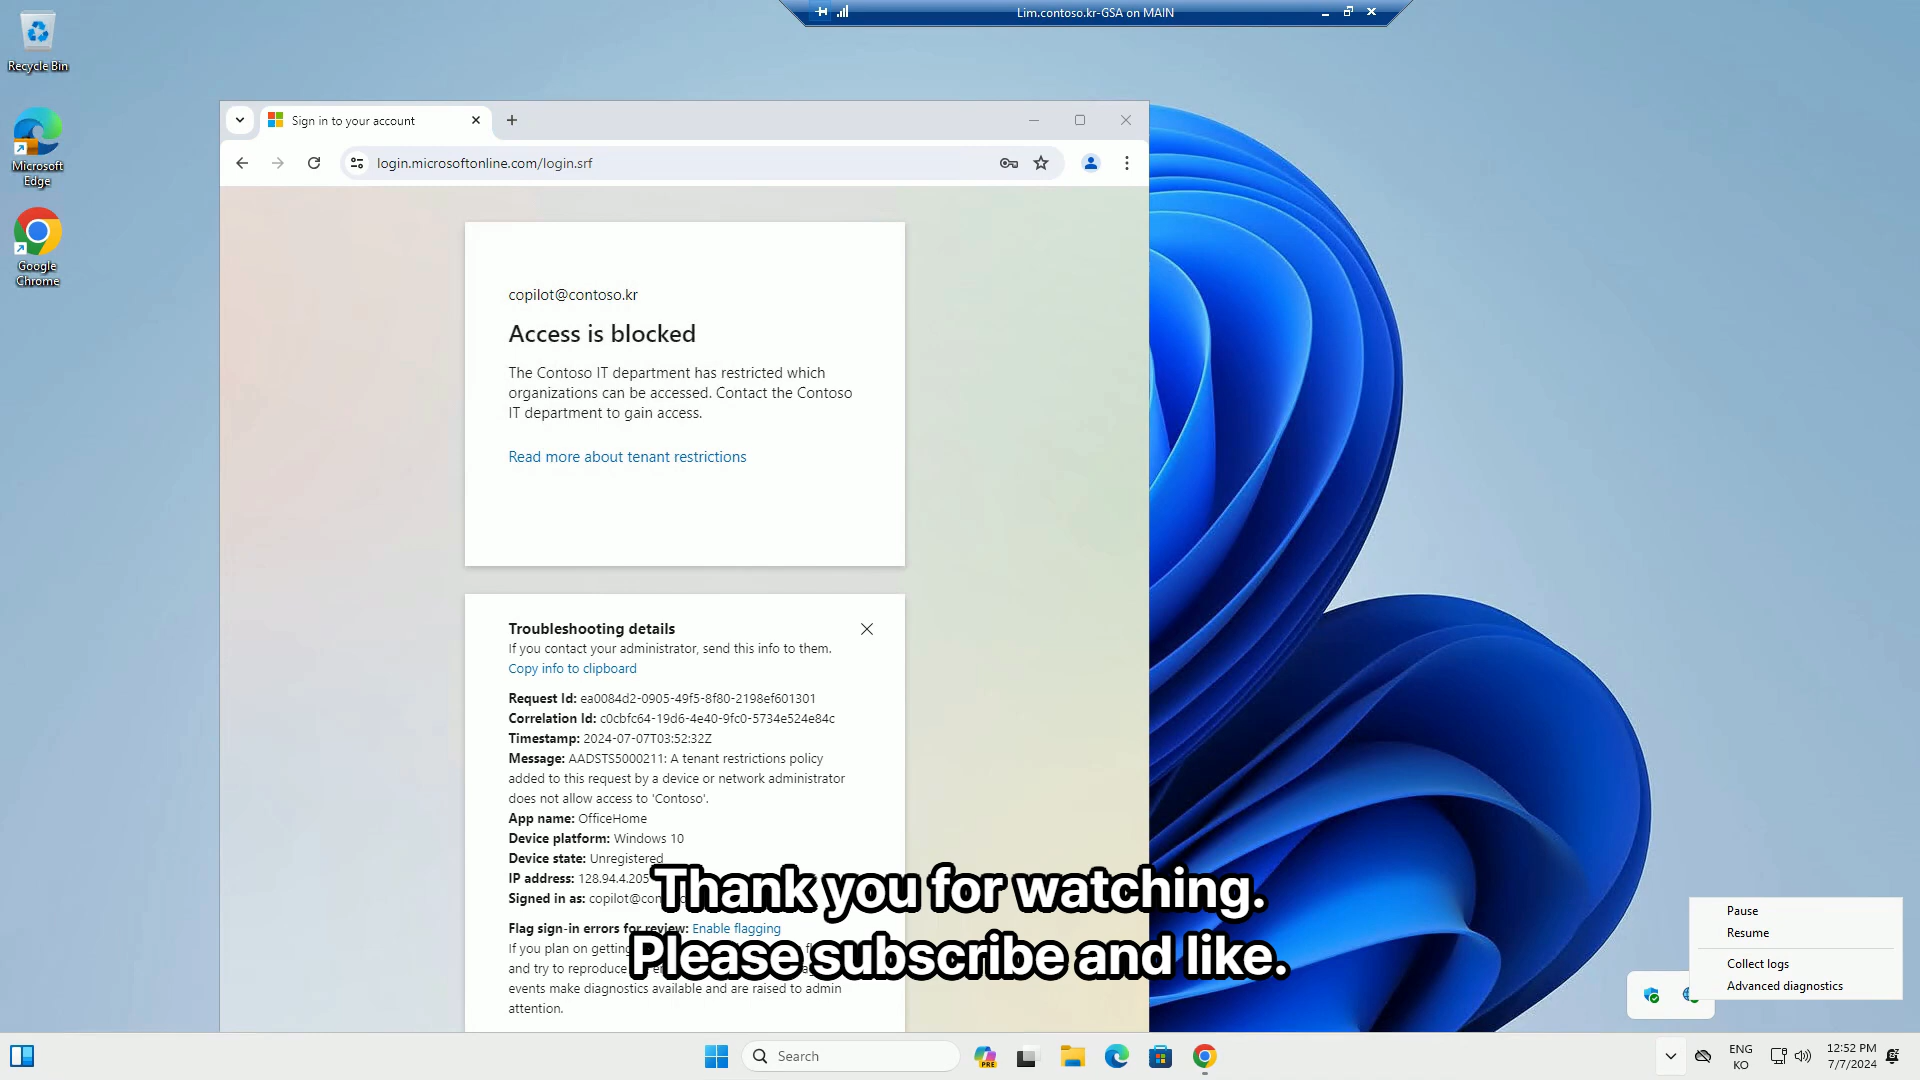 Lim.contoso.kr-GSA on MAIN
Recycle Bin
Microsoft
Edge
Google
Chrome
Sign in to your account
login.microsoftonline.com/login.srf
copilot@contoso.kr
Access is blocked
The Contoso IT department has restricted which
organizations can be accessed. Contact the Contoso
IT department to gain access.
Read more about tenant restrictions
Troubleshooting details
If you contact your administrator, send this info to them.
Copy info to clipboard
Request Id: ea0084d2-0905-49f5-8f80-2198ef601301
Correlation Id: c0cbfc64-19d6-4e40-9fc0-5734e524e84c
Timestamp: 2024-07-07T03:52:32Z
Message: AADSTS5000211: A tenant restrictions policy
added to this request by a device or network administrator
does not allow access to 'Contoso'.
App name: OfficeHome
Device platform: Windows 10
Device state: Unregistered
IP address: 128.94.4.205
Signed in as:
Flag sign-in errors for review: Enable flagging
If you plan on getting
and try to reproduce
events make diagnostics available and are raised to admin
attention.
Thank you for watching.
Please subscribe and like.
Pause
Resume
Collect logs
Advanced diagnostics
Search
PRE
ENG
KO
12:52 PM
7/7/2024